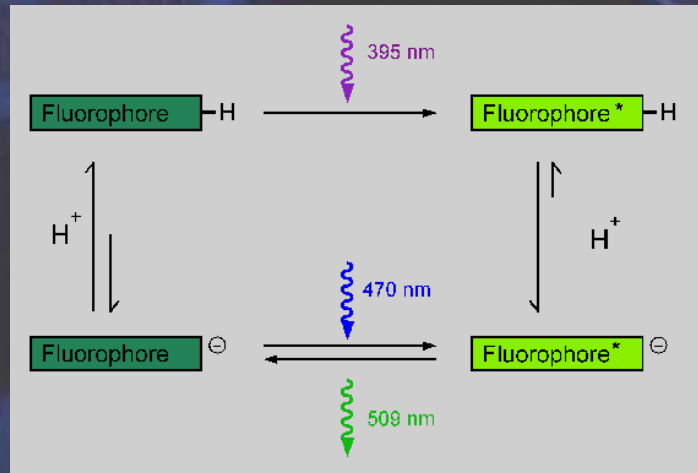 395 nm
Fluorophore -H
Fluorophore* -H
H+
H+
470 nm
Fluorophore ⊖
Fluorophore* ⊖
509 nm